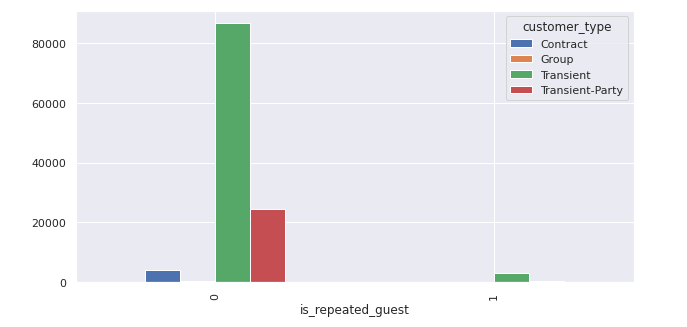 customer_type
Contract
Group
Transient
Transient-Party
80000
60000
40000
20000
0
0
1
is_repeated_guest